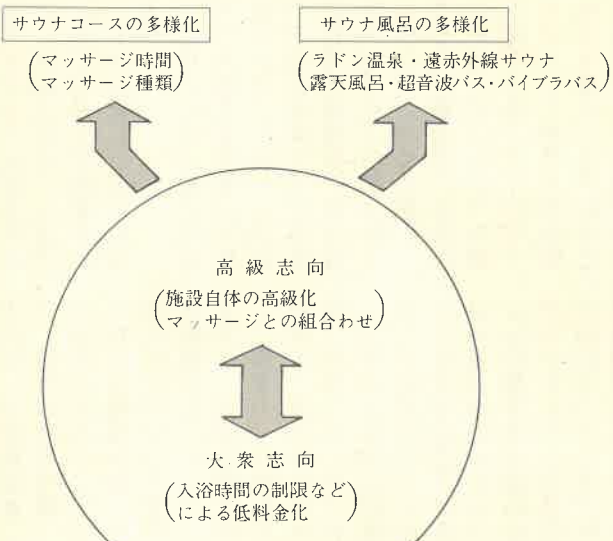 サウナコースの多様化
(マッサージ時間
マッサージ種類)
サウナ風呂の多様化
(ラドン温泉・遠赤外線サウナ
露天風呂・超音波バス・バイブラバス)
高級志向
(施設自体の高級化
マッサージとの組合わせ)
大衆志向
(入浴時間の制限など
による低料金化)